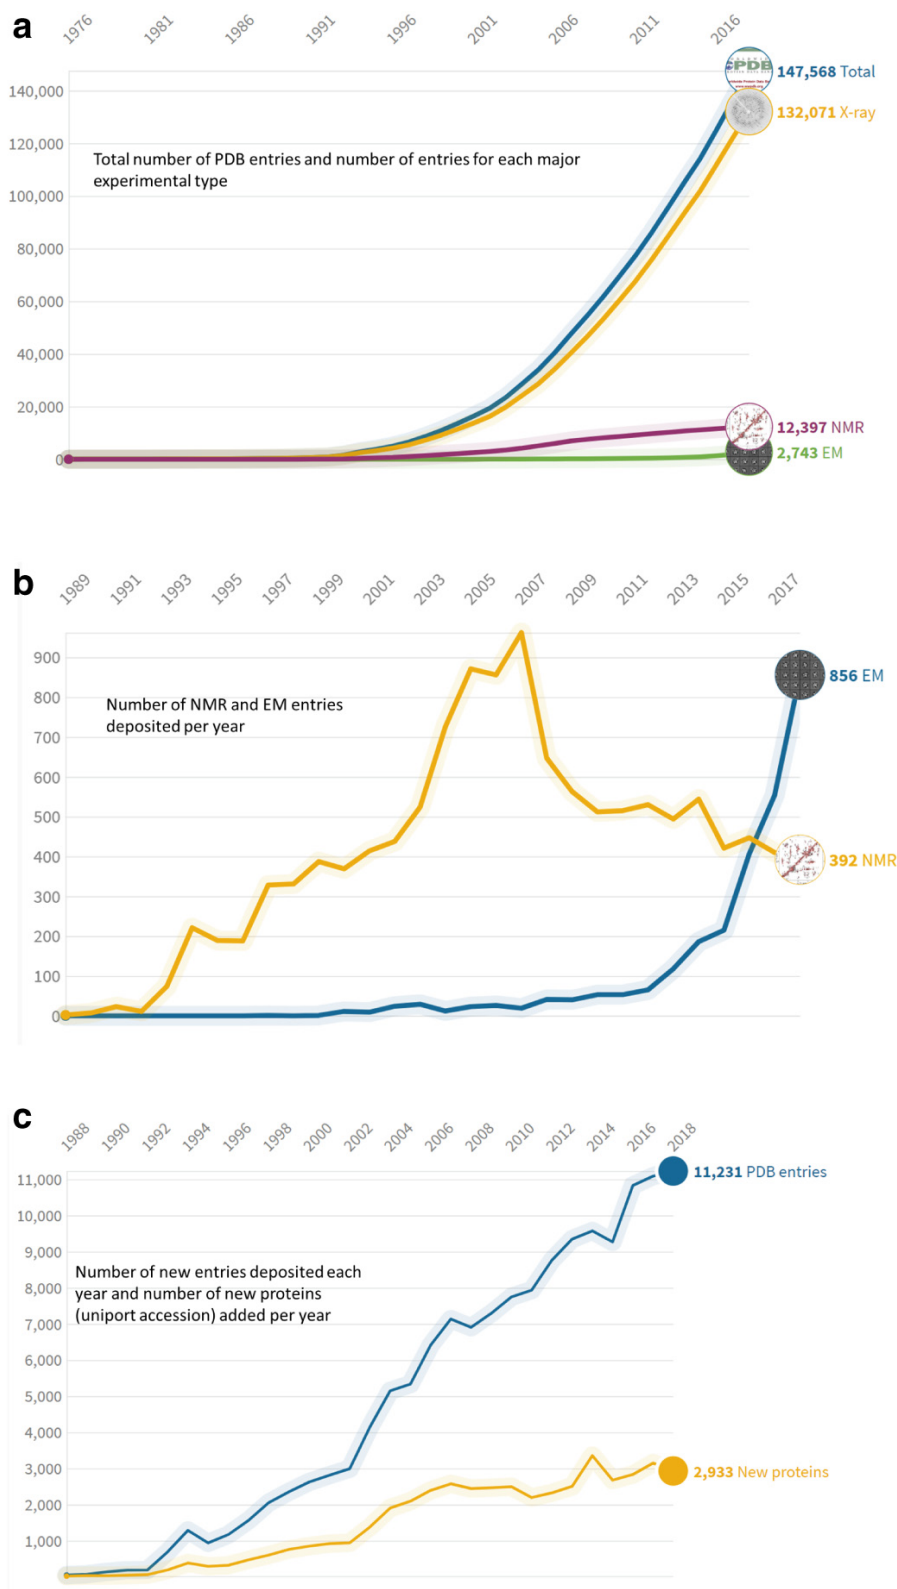 a
1976 1981 1986 1991 1996 2001 2006 2011 2016
147,568 Total
140,000
132,071 X-ray
120,000
Total number of PDB entries and number of entries for each major
experimental type
100,000
80,000
60,000
40,000
20,000
12,397 NMR
2,743 EM
0
b
1989 1991 1993 1995 1997 1999 2001 2003 2005 2007 2009 2011 2013 2015 2017
900
856 EM
800
Number of NMR and EM entries
deposited per year
700
600
500
400
392 NMR
300
200
100
0
c
1988 1990 1992 1994 1996 1998 2000 2002 2004 2006 2008 2010 2012 2014 2016 2018
11,231 PDB entries
11,000
10,000
9,000
Number of new entries deposited each
year and number of new proteins
(uniport accession) added per year
8,000
7,000
6,000
5,000
4,000
3,000
2,933 New proteins
2,000
1,000